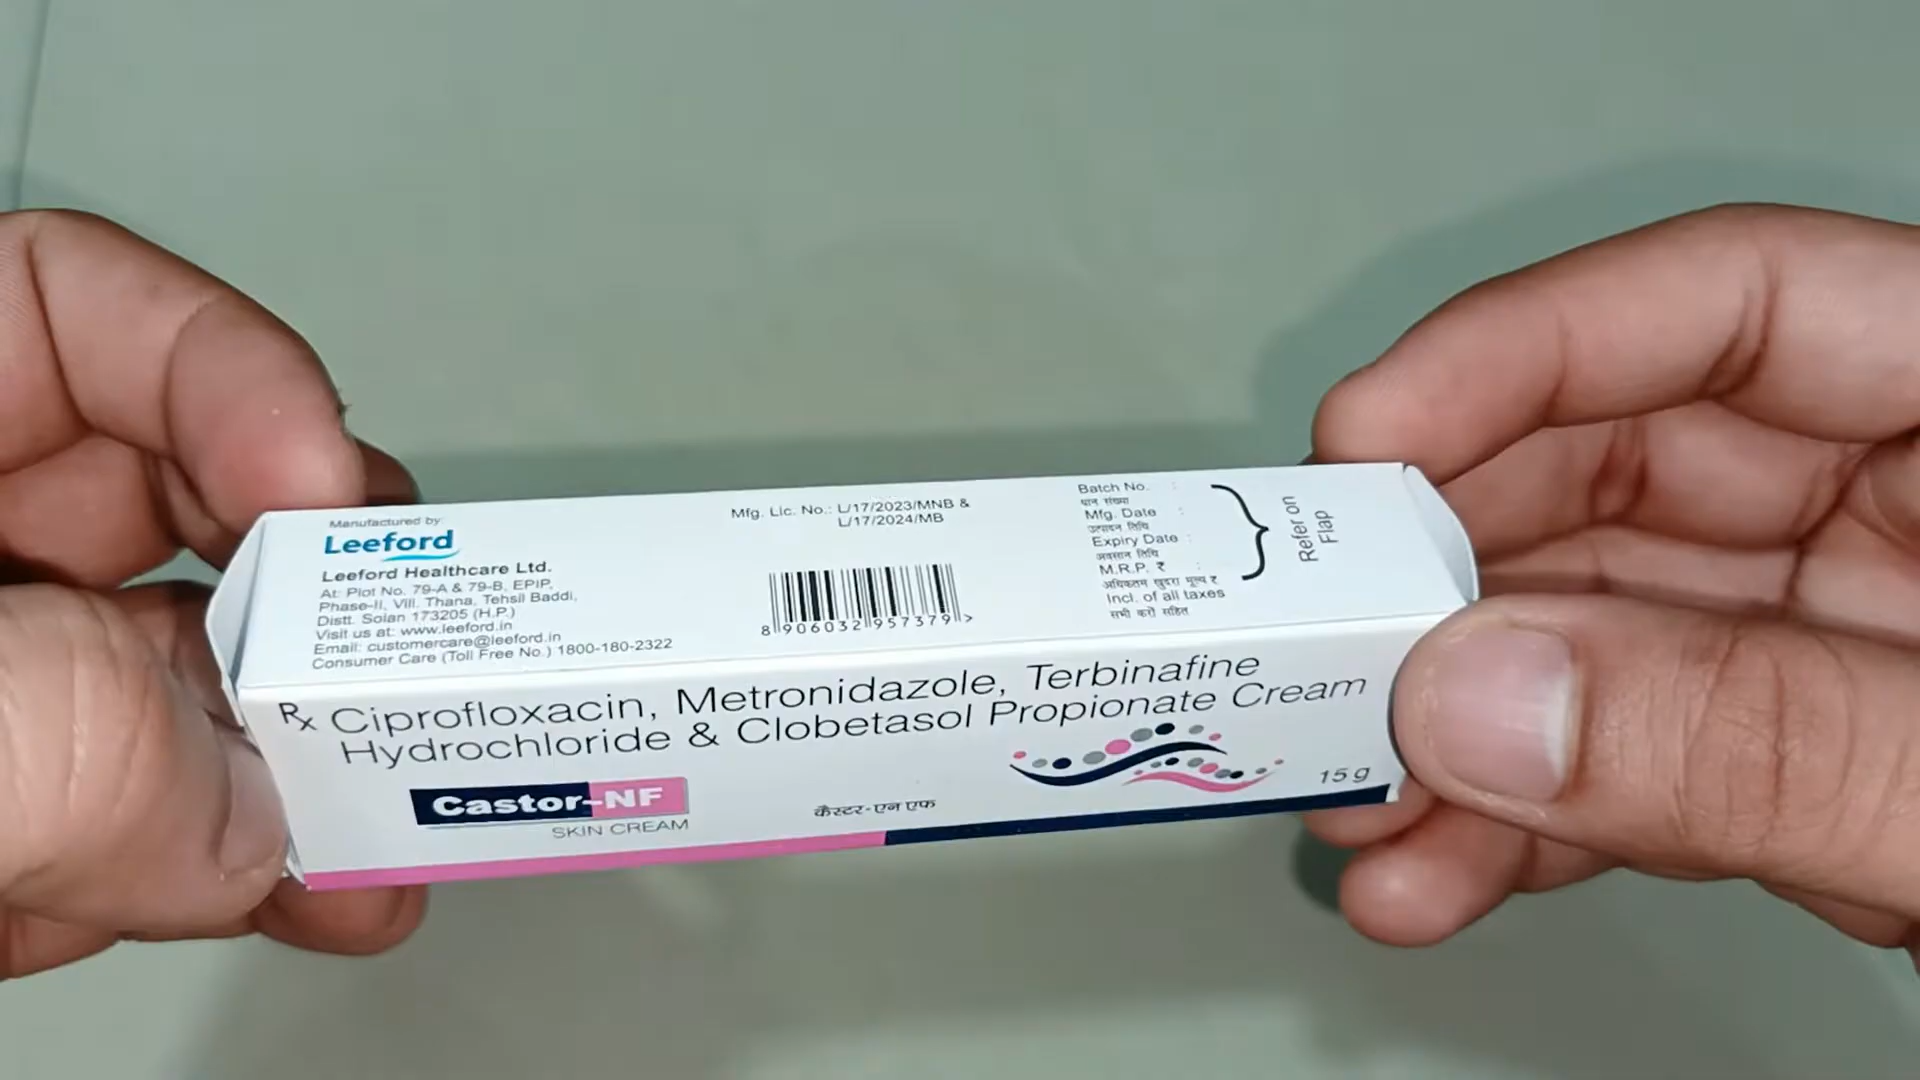 Manufactured by
Leeford
Leeford Healthcare Ltd.
At: Plot No. 79-A & 79-B, EPIP,
Phase-II, Vill. Thana, Tehsil Baddi,
Distt. Solan 173205 (H.P.)
Visit us at: www.leeford.in
Email: customercare@leeford.in
Consumer Care (Toll Free No.) 1800-180-2322
Mfg. Lic. No.: L/17/2023/MNB &
L/17/2024/MB
8 906032 957379 >
Batch No. :
धान संख्या
Mfg. Date :
उत्पादन तिथि
Expiry Date :
अवसान तिथि
M.R.P. ₹ :
अधिकतम खुदरा मूल्य ₹
Incl. of all taxes
सभी करों सहित
Refer on
Flap
Rx Ciprofloxacin, Metronidazole, Terbinafine
Hydrochloride & Clobetasol Propionate Cream
Castor-NF
SKIN CREAM
कैस्टर-एन एफ
15 g